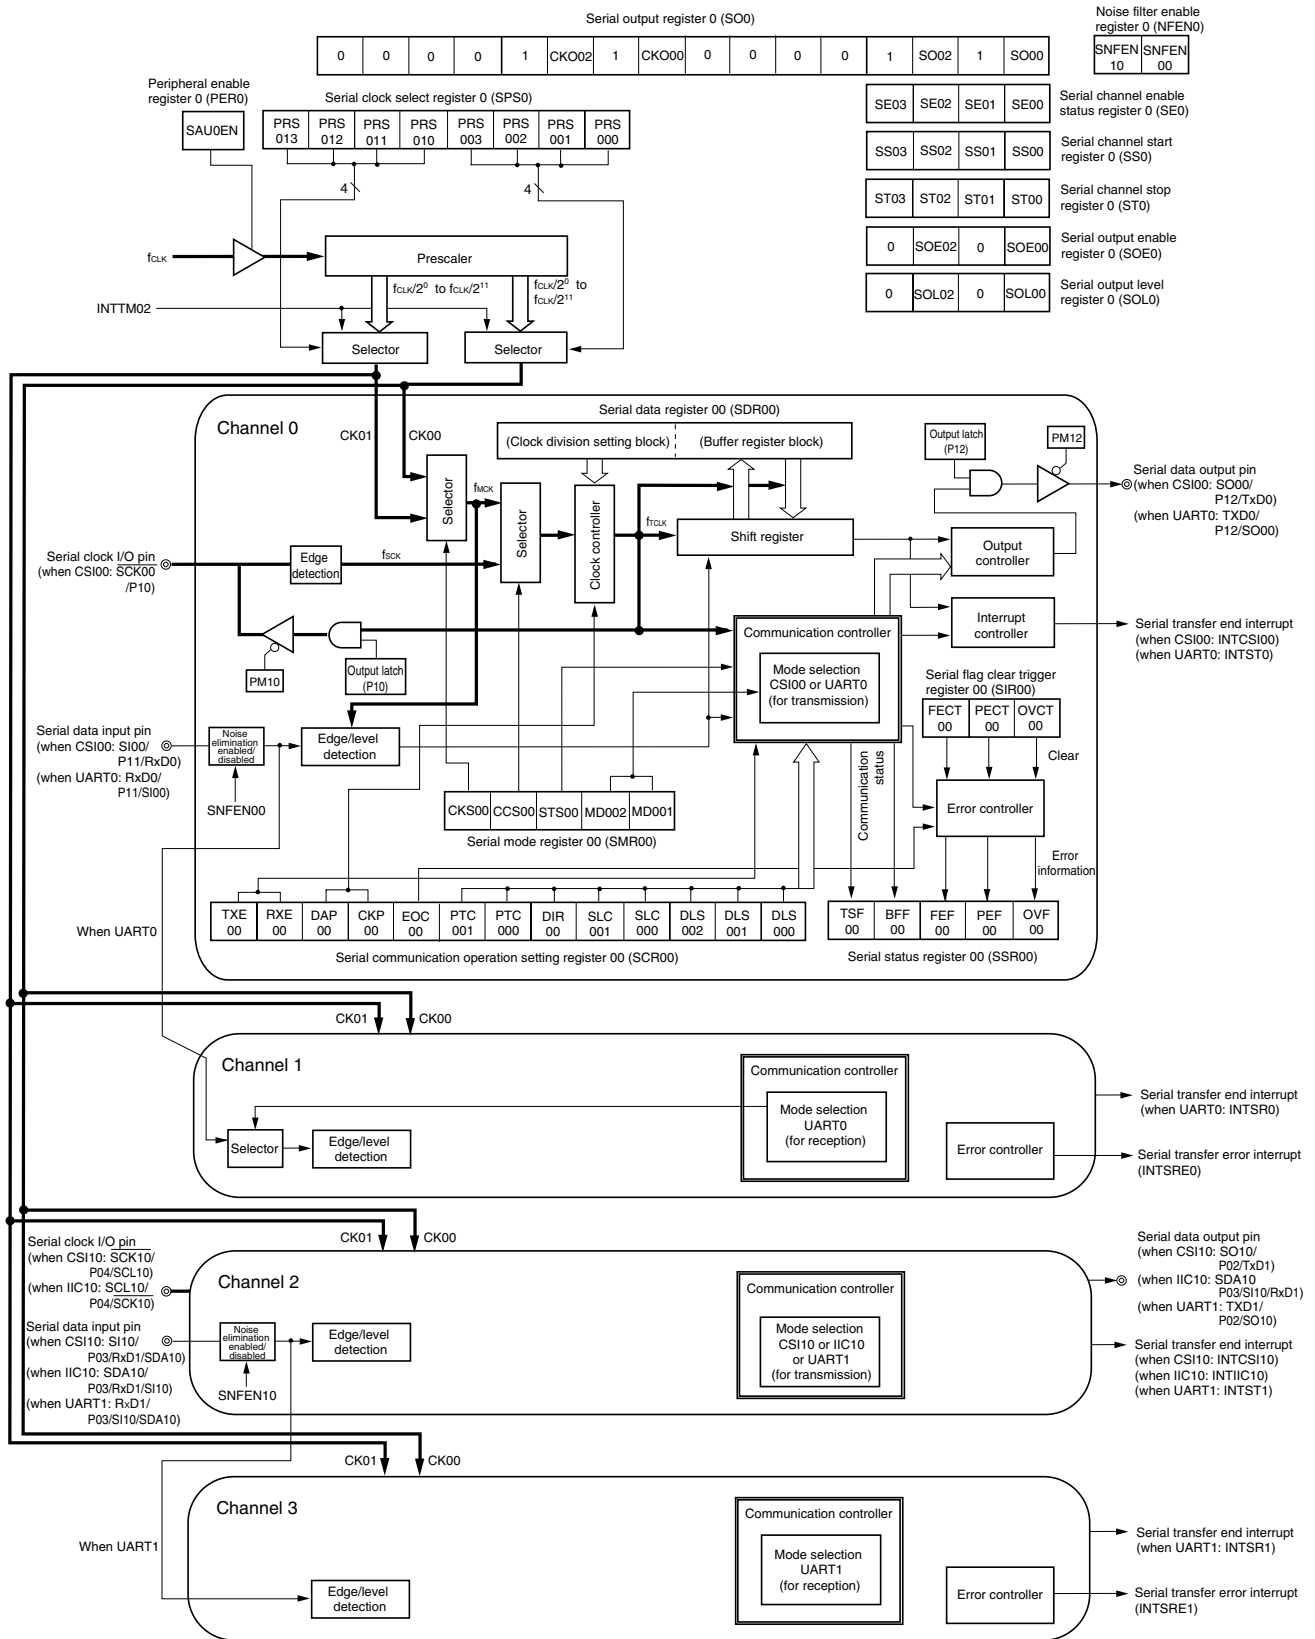 Serial output register 0 (SO0)
0 0 0 0 1 CKO02 1 CKO00 0 0 0 0 1 SO02 1 SO00
Noise filter enable
register 0 (NFEN0)
SNFEN 10 SNFEN 00
Peripheral enable
register 0 (PER0)
SAU0EN
Serial clock select register 0 (SPS0)
PRS 013 PRS 012 PRS 011 PRS 010 PRS 003 PRS 002 PRS 001 PRS 000
4 4
SE03 SE02 SE01 SE00
Serial channel enable
status register 0 (SE0)
SS03 SS02 SS01 SS00
Serial channel start
register 0 (SS0)
ST03 ST02 ST01 ST00
Serial channel stop
register 0 (ST0)
0 SOE02 0 SOE00
Serial output enable
register 0 (SOE0)
0 SOL02 0 SOL00
Serial output level
register 0 (SOL0)
fCLK
Prescaler
fCLK/2^0 to fCLK/2^11
fCLK/2^0 to
fCLK/2^11
INTTM02
Selector
Selector
Channel 0
CK01 CK00
Serial data register 00 (SDR00)
(Clock division setting block) (Buffer register block)
Selector
fMCK
Selector
Clock controller
fTCLK
Shift register
Output latch
(P12)
PM12
Serial data output pin
(when CSI00: SO00/
P12/TxD0)
(when UART0: TXD0/
P12/SO00)
Output
controller
Serial clock I/O pin
(when CSI00: SCK00
/P10)
Edge
detection
fSCK
PM10
Output latch
(P10)
Communication controller
Mode selection
CSI00 or UART0
(for transmission)
Interrupt
controller
Serial transfer end interrupt
(when CSI00: INTCSI00)
(when UART0: INTST0)
Serial flag clear trigger
register 00 (SIR00)
FECT 00 PECT 00 OVCT 00
Clear
Serial data input pin
(when CSI00: SI00/
P11/RxD0)
(when UART0: RxD0/
P11/SI00)
Noise
elimination
enabled/
disabled
SNFEN00
Edge/level
detection
CKS00 CCS00 STS00 MD002 MD001
Serial mode register 00 (SMR00)
Communication
status
Error controller
Error
information
When UART0
TXE 00 RXE 00 DAP 00 CKP 00 EOC 00 PTC 001 PTC 000 DIR 00 SLC 001 SLC 000 DLS 002 DLS 001 DLS 000
Serial communication operation setting register 00 (SCR00)
TSF 00 BFF 00 FEF 00 PEF 00 OVF 00
Serial status register 00 (SSR00)
CK01 CK00
Channel 1
Communication controller
Mode selection
UART0
(for reception)
Selector
Edge/level
detection
Error controller
Serial transfer end interrupt
(when UART0: INTSR0)
Serial transfer error interrupt
(INTSRE0)
CK01 CK00
Channel 2
Serial clock I/O pin
(when CSI10: SCK10/
P04/SCL10)
(when IIC10: SCL10/
P04/SCK10)
Serial data input pin
(when CSI10: SI10/
P03/RxD1/SDA10)
(when IIC10: SDA10/
P03/RxD1/SI10)
(when UART1: RxD1/
P03/SI10/SDA10)
Noise
elimination
enabled/
disabled
SNFEN10
Edge/level
detection
Communication controller
Mode selection
CSI10 or IIC10
or UART1
(for transmission)
Serial data output pin
(when CSI10: SO10/
P02/TxD1)
(when IIC10: SDA10
P03/SI10/RxD1)
(when UART1: TXD1/
P02/SO10)
Serial transfer end interrupt
(when CSI10: INTCSI10)
(when IIC10: INTIIC10)
(when UART1: INTST1)
CK01 CK00
Channel 3
When UART1
Edge/level
detection
Communication controller
Mode selection
UART1
(for reception)
Error controller
Serial transfer end interrupt
(when UART1: INTSR1)
Serial transfer error interrupt
(INTSRE1)